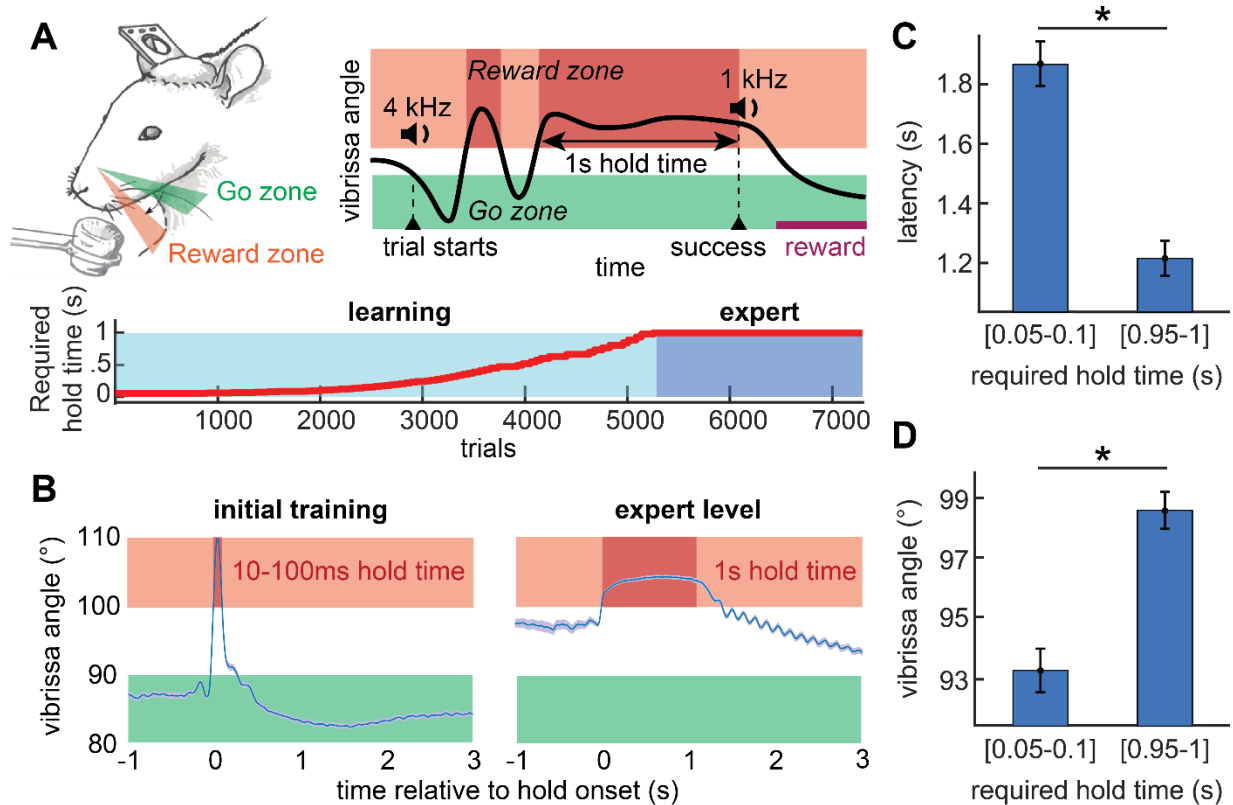 A
Go zone
Reward zone
vibrissa angle
Reward zone
4 kHz
1 kHz
1s hold time
Go zone
trial starts
success
reward
time
learning
expert
Required
hold time (s)
1
.5
0
1000 2000 3000 4000 5000 6000 7000
trials
B
initial training
expert level
vibrissa angle (°)
110
100
90
80
10-100ms hold time
1s hold time
-1 0 1 2 3
-1 0 1 2 3
time relative to hold onset (s)
C
*
latency (s)
1.8
1.6
1.4
1.2
[0.05-0.1] [0.95-1]
required hold time (s)
D
*
vibrissa angle (°)
99
97
95
93
[0.05-0.1] [0.95-1]
required hold time (s)